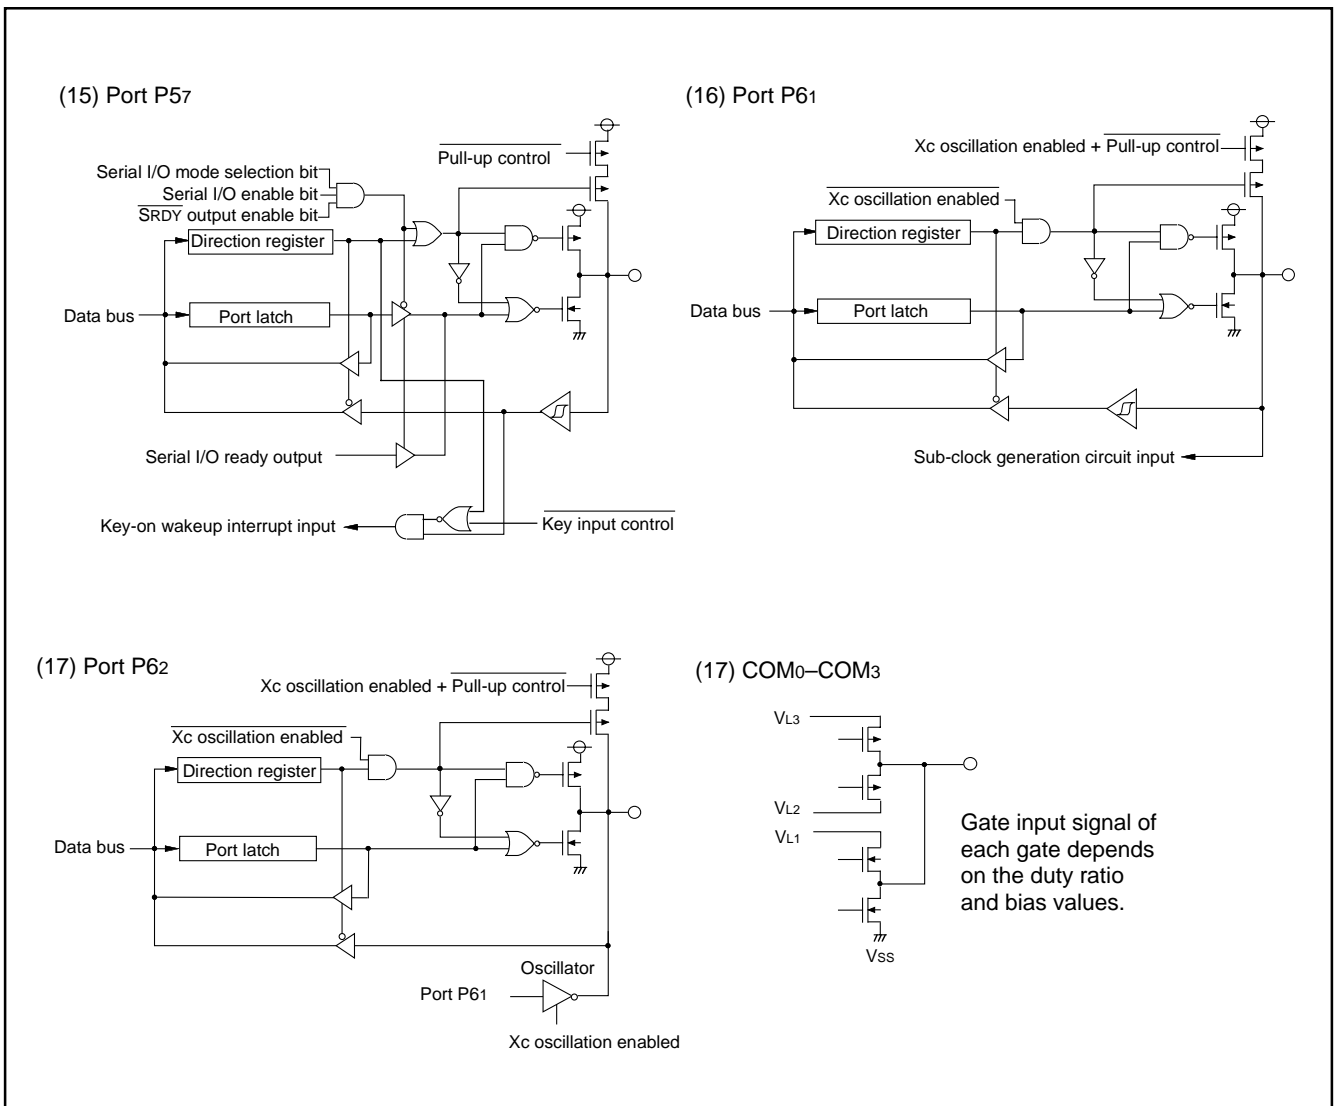 (15) Port P57
Pull-up control
Serial I/O mode selection bit
Serial I/O enable bit
SRDY output enable bit
Direction register
Data bus
Port latch
Serial I/O ready output
Key-on wakeup interrupt input
Key input control
(16) Port P61
Xc oscillation enabled + Pull-up control
Xc oscillation enabled
Direction register
Data bus
Port latch
Sub-clock generation circuit input
(17) Port P62
Xc oscillation enabled + Pull-up control
Xc oscillation enabled
Direction register
Data bus
Port latch
Oscillator
Port P61
Xc oscillation enabled
(17) COM0–COM3
VL3
VL2
VL1
VSS
Gate input signal of
each gate depends
on the duty ratio
and bias values.